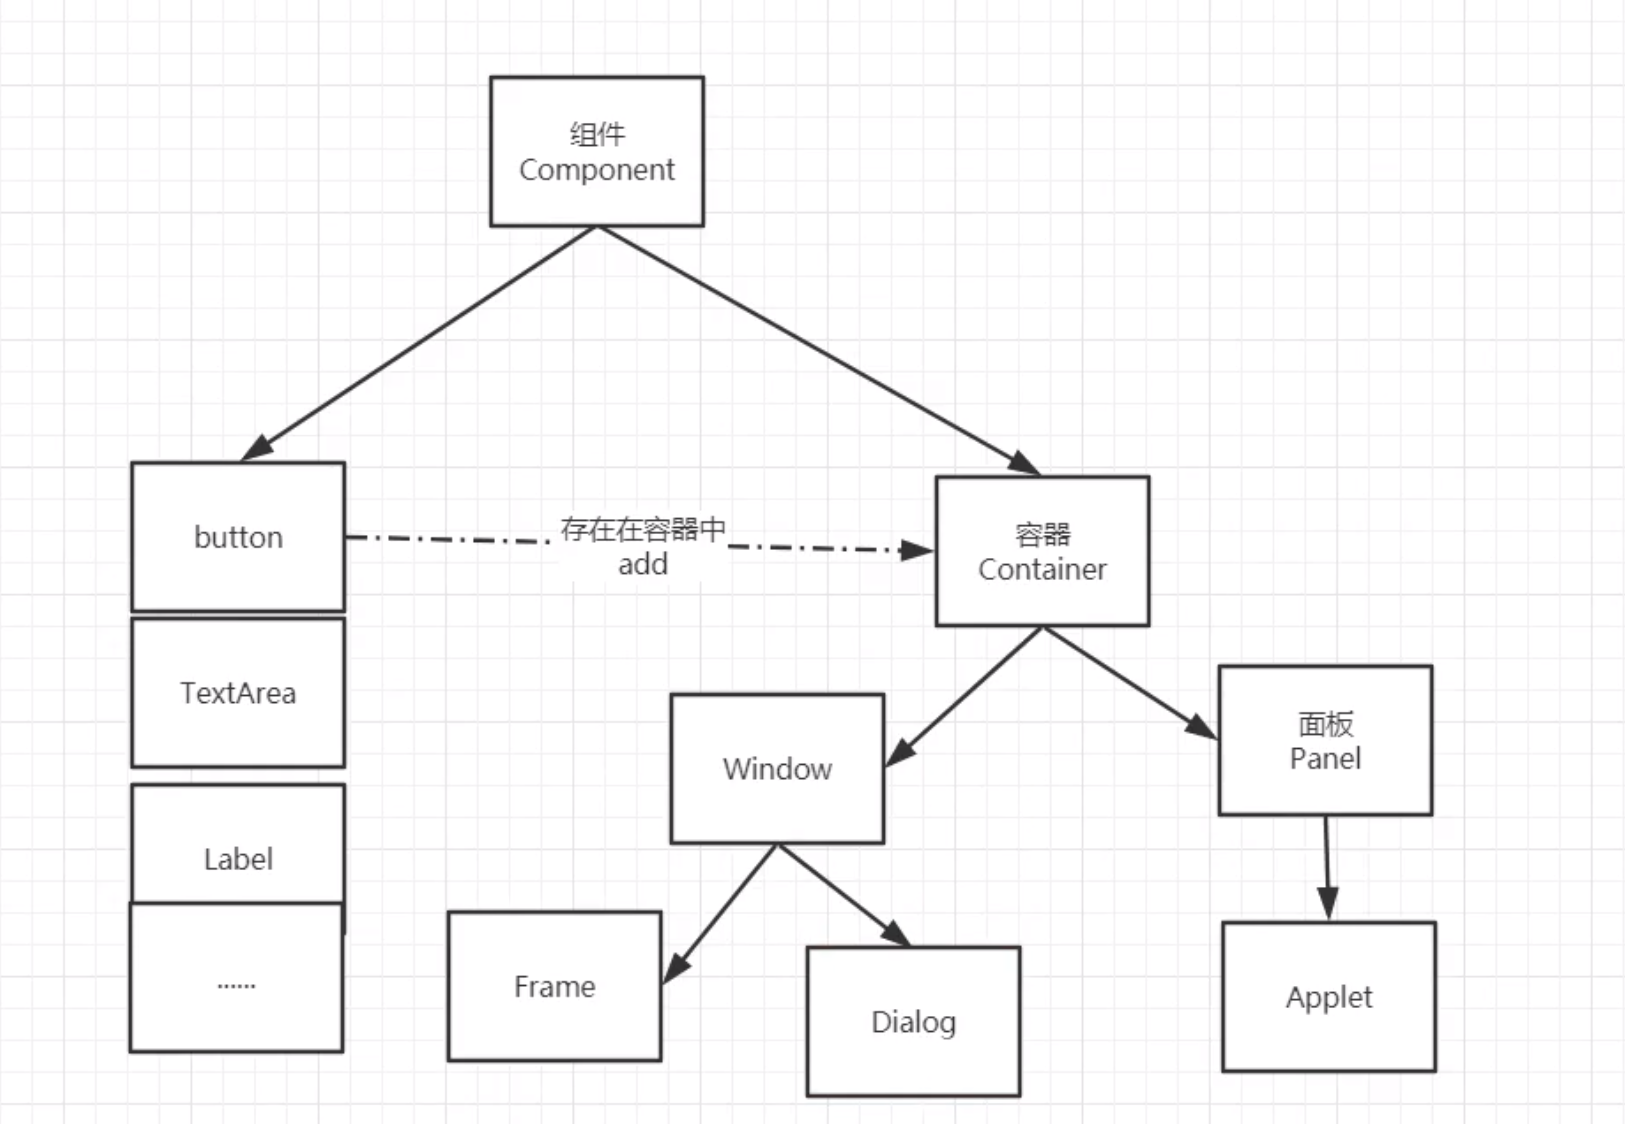 组件
Component
button
存在在容器中
add
容器
Container
TextArea
Window
面板
Panel
Label
......
Frame
Dialog
Applet